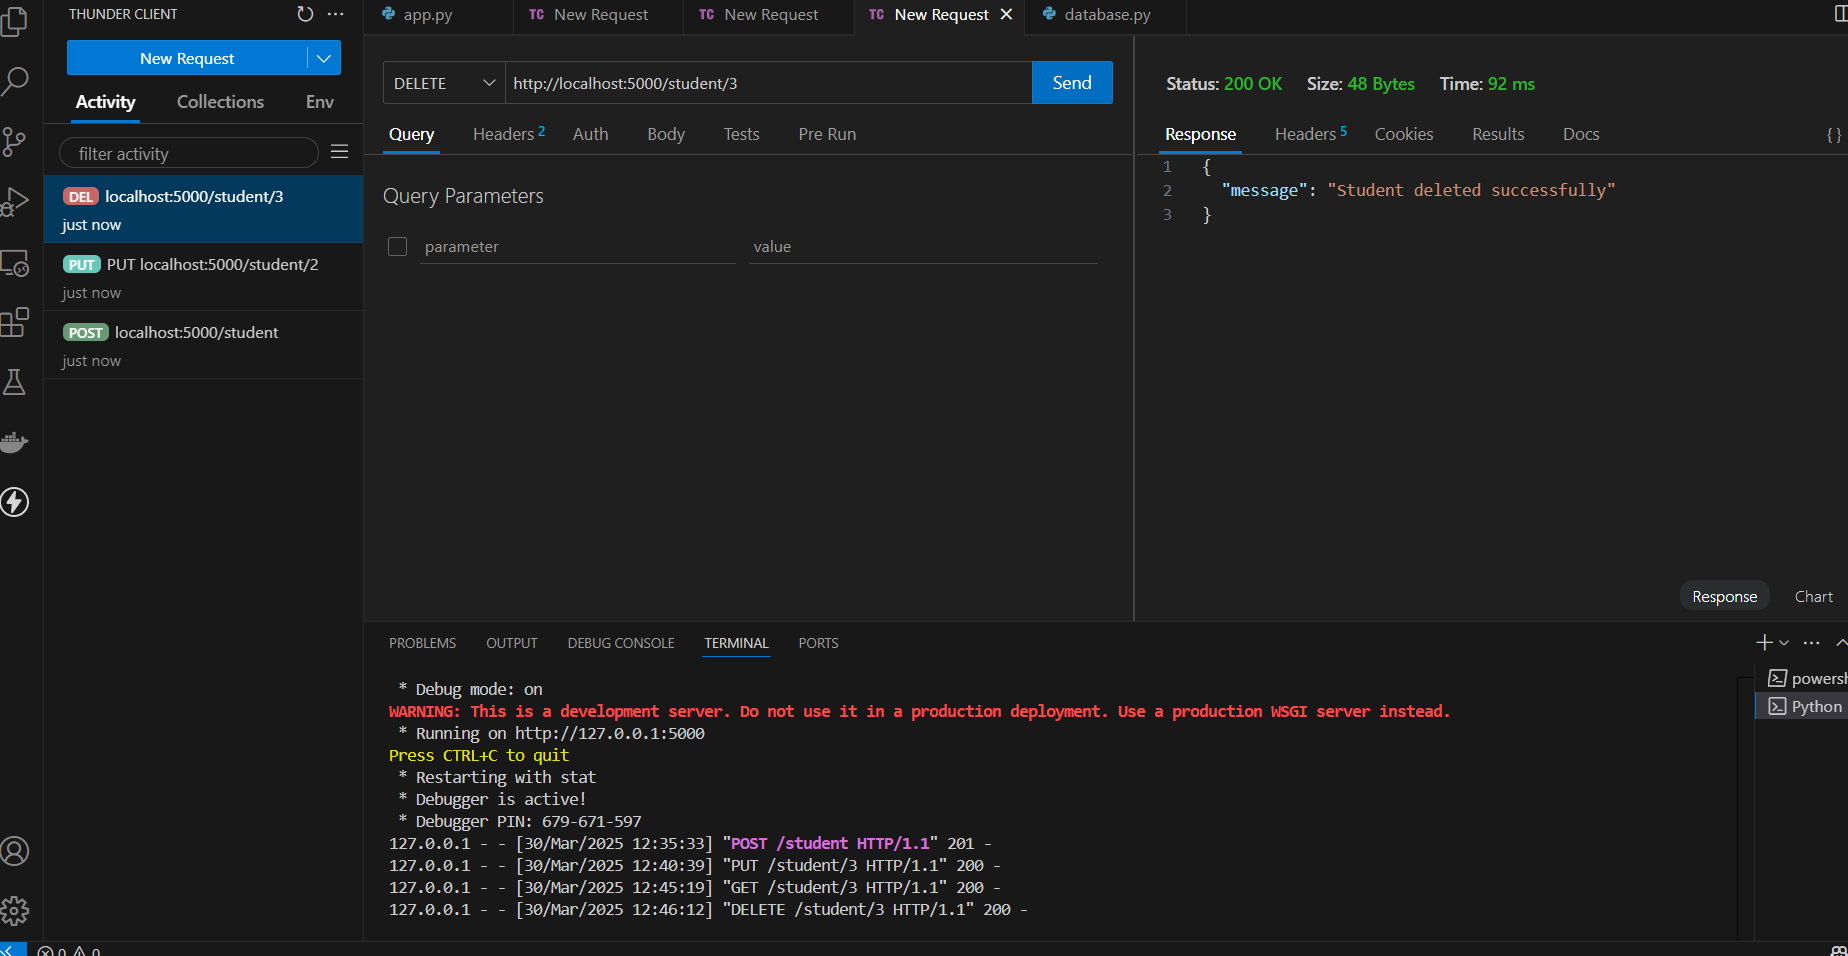 THUNDER CLIENT
New Request
Activity Collections Env
filter activity
DEL localhost:5000/student/3
just now
PUT PUT localhost:5000/student/2
just now
POST localhost:5000/student
just now
app.py TC New Request TC New Request TC New Request database.py
DELETE http://localhost:5000/student/3 Send
Query Headers 2 Auth Body Tests Pre Run
Query Parameters
parameter value
Status: 200 OK Size: 48 Bytes Time: 92 ms
Response Headers 5 Cookies Results Docs {}
1 {
2 "message": "Student deleted successfully"
3 }
Response Chart
PROBLEMS OUTPUT DEBUG CONSOLE TERMINAL PORTS
* Debug mode: on
WARNING: This is a development server. Do not use it in a production deployment. Use a production WSGI server instead.
* Running on http://127.0.0.1:5000
Press CTRL+C to quit
* Restarting with stat
* Debugger is active!
* Debugger PIN: 679-671-597
127.0.0.1 - - [30/Mar/2025 12:35:33] "POST /student HTTP/1.1" 201 -
127.0.0.1 - - [30/Mar/2025 12:40:39] "PUT /student/3 HTTP/1.1" 200 -
127.0.0.1 - - [30/Mar/2025 12:45:19] "GET /student/3 HTTP/1.1" 200 -
127.0.0.1 - - [30/Mar/2025 12:46:12] "DELETE /student/3 HTTP/1.1" 200 -
powersh
Python
0 0